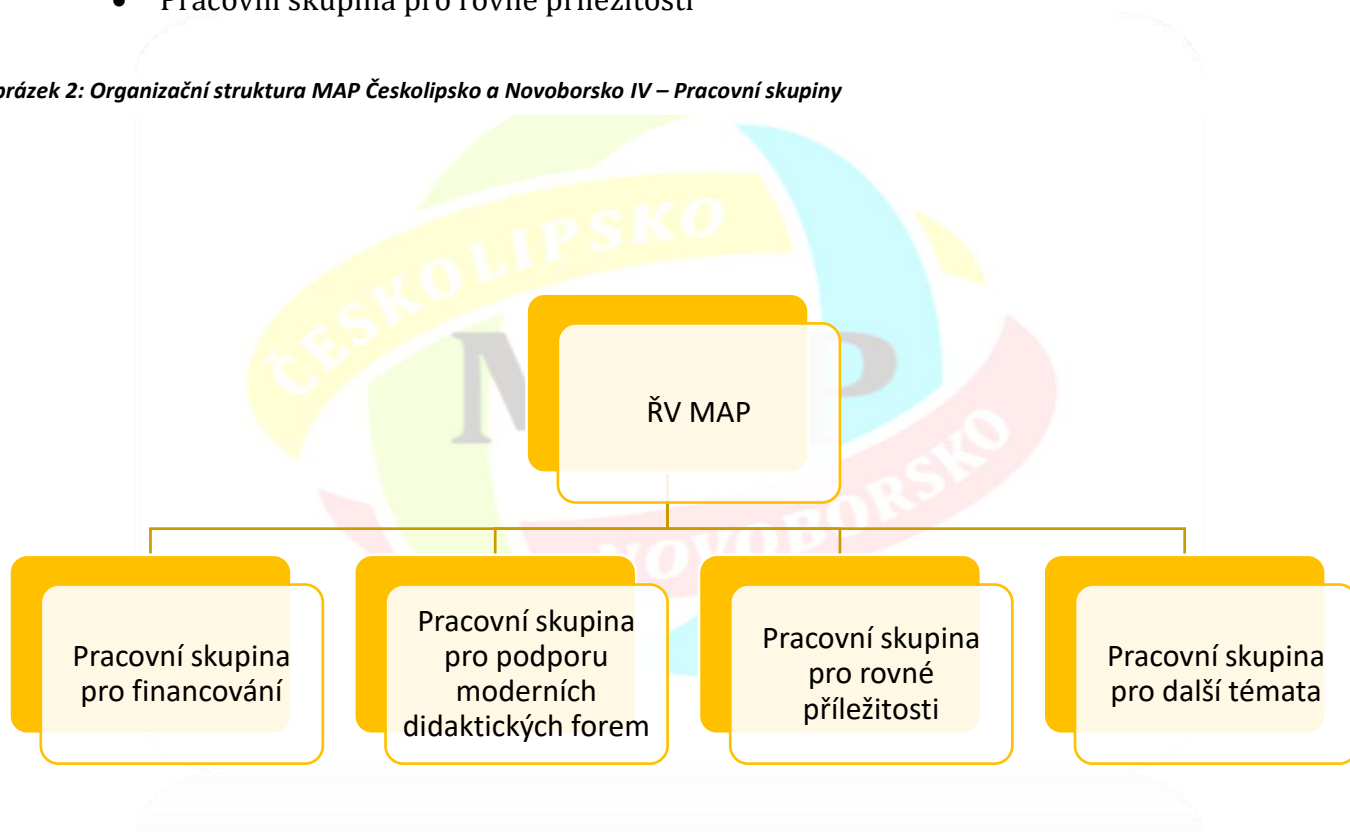 Pracovní skupina pro rovné příležitosti
brázek 2: Organizační struktura MAP Českolipsko a Novoborsko IV – Pracovní skupiny
ČESKOLIPSKO
NOVOBORSKO
ŘV MAP
Pracovní skupina
pro financování
Pracovní skupina
pro podporu
moderních
didaktických forem
Pracovní skupina
pro rovné
příležitosti
Pracovní skupina
pro další témata